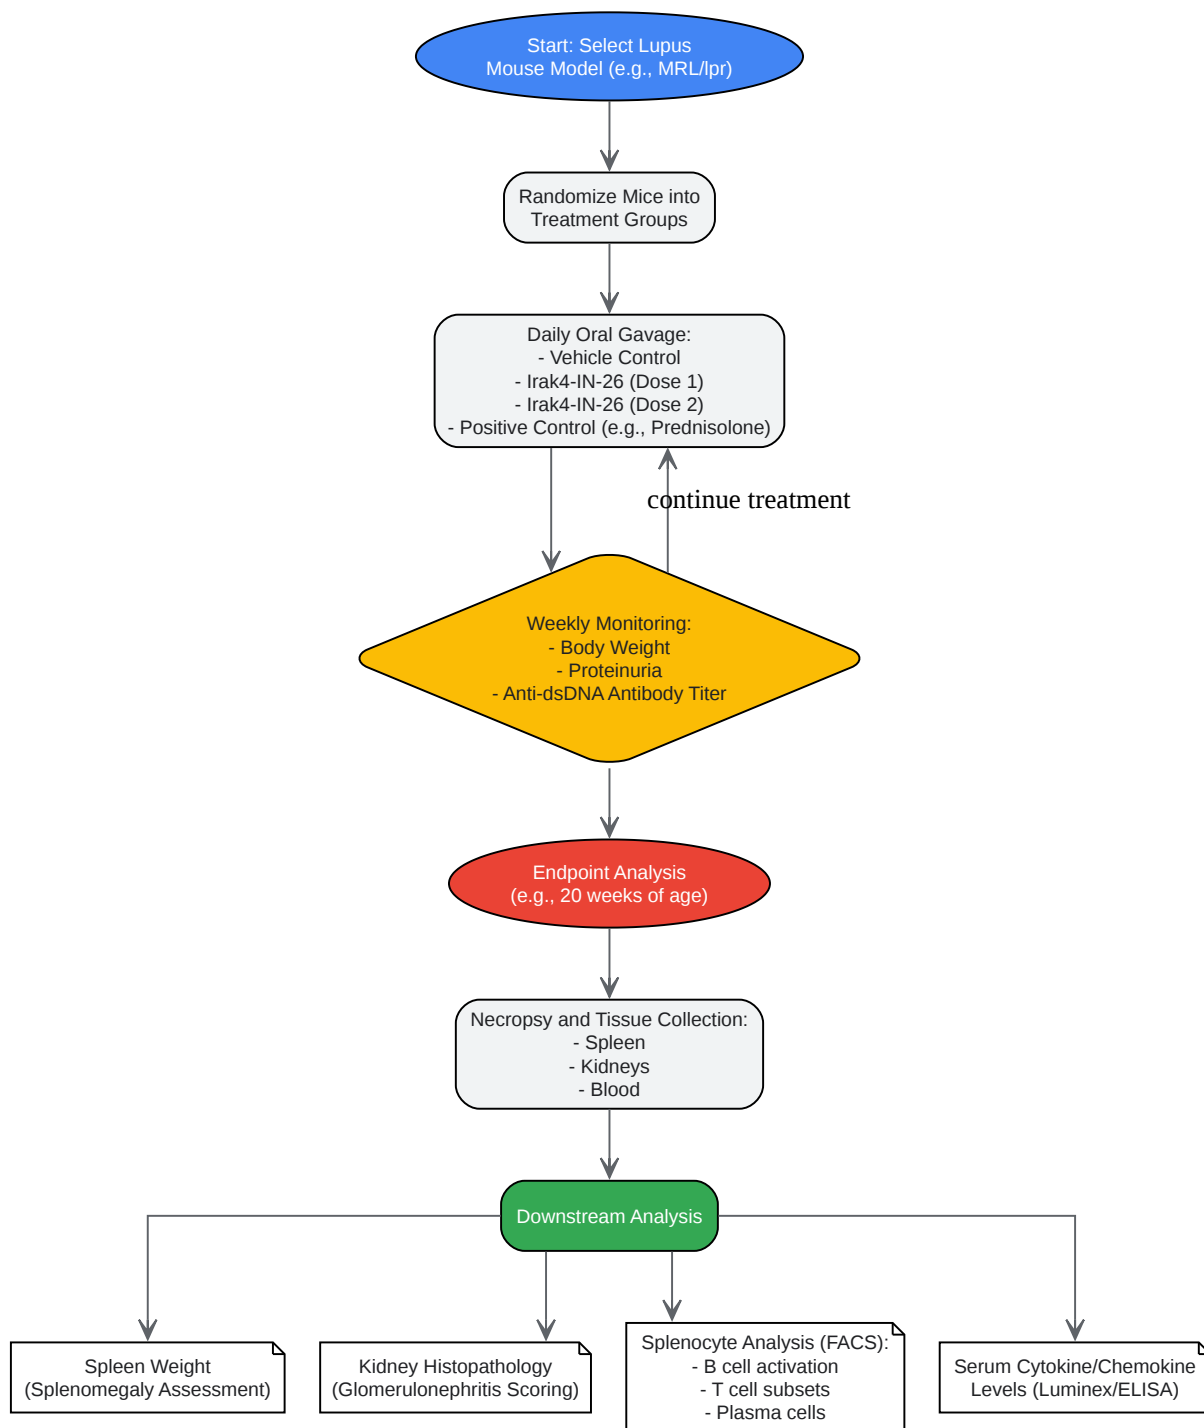 Start: Select Lupus
Mouse Model (e.g., MRL/lpr)
Randomize Mice into
Treatment Groups
Daily Oral Gavage:
- Vehicle Control
- Irak4-IN-26 (Dose 1)
- Irak4-IN-26 (Dose 2)
- Positive Control (e.g., Prednisolone)
continue treatment
Weekly Monitoring:
- Body Weight
- Proteinuria
- Anti-dsDNA Antibody Titer
Endpoint Analysis
(e.g., 20 weeks of age)
Necropsy and Tissue Collection:
- Spleen
- Kidneys
- Blood
Downstream Analysis
Spleen Weight
(Splenomegaly Assessment)
Kidney Histopathology
(Glomerulonephritis Scoring)
Splenocyte Analysis (FACS):
- B cell activation
- T cell subsets
- Plasma cells
Serum Cytokine/Chemokine
Levels (Luminex/ELISA)